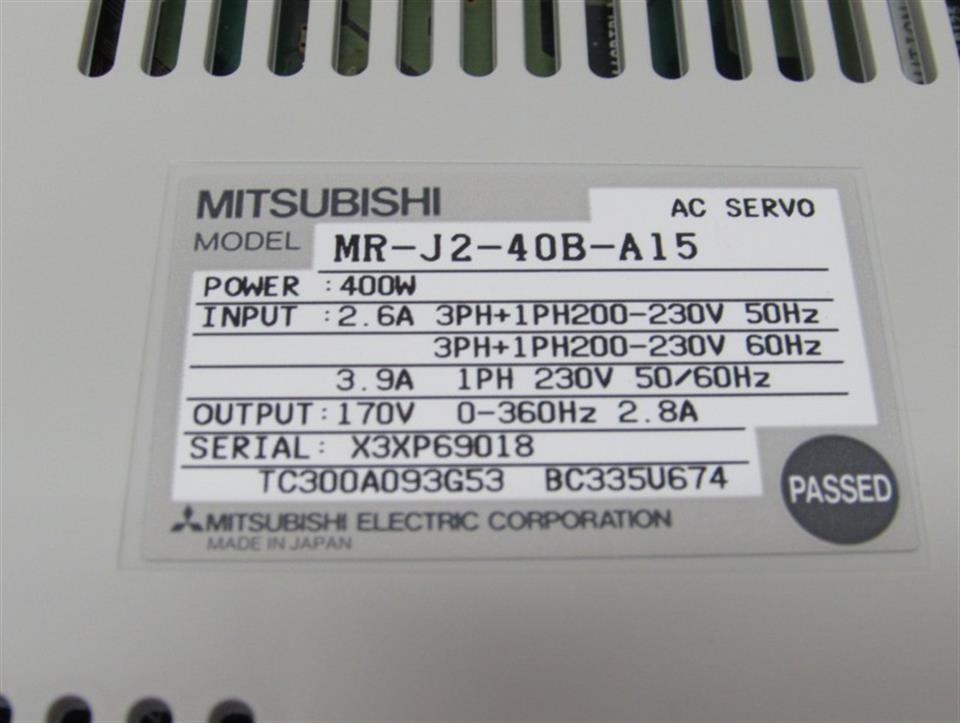 MITSUBISHI AC SERVO
MODEL MR-J2-40B-A15
POWER : 400W
INPUT : 2.6A 3PH+1PH200-230V 50Hz
3PH+1PH200-230V 60Hz
3.9A 1PH 230V 50/60Hz
OUTPUT: 170V 0-360Hz 2.8A
SERIAL: X3XP69018
TC300A093G53 BC335U674
PASSED
MITSUBISHI ELECTRIC CORPORATION
MADE IN JAPAN